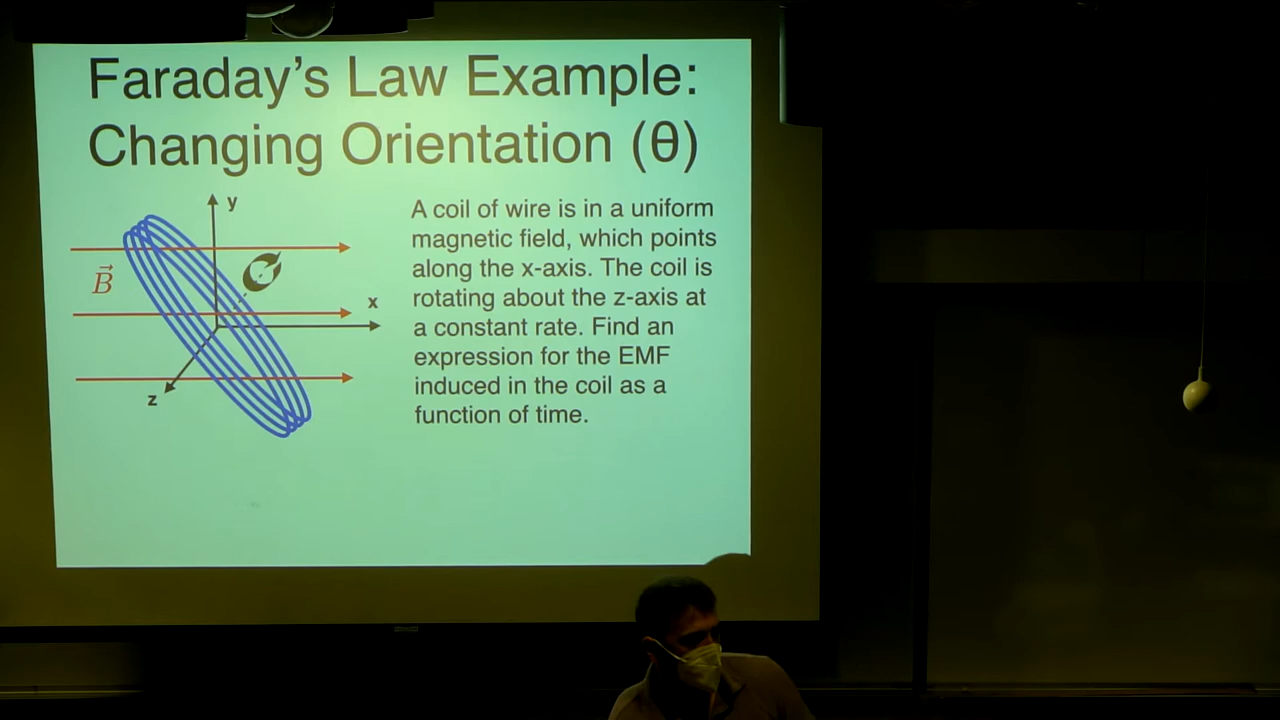 Faraday's Law Example:
Changing Orientation (θ)
y
B
x
z
A coil of wire is in a uniform
magnetic field, which points
along the x-axis. The coil is
rotating about the z-axis at
a constant rate. Find an
expression for the EMF
induced in the coil as a
function of time.